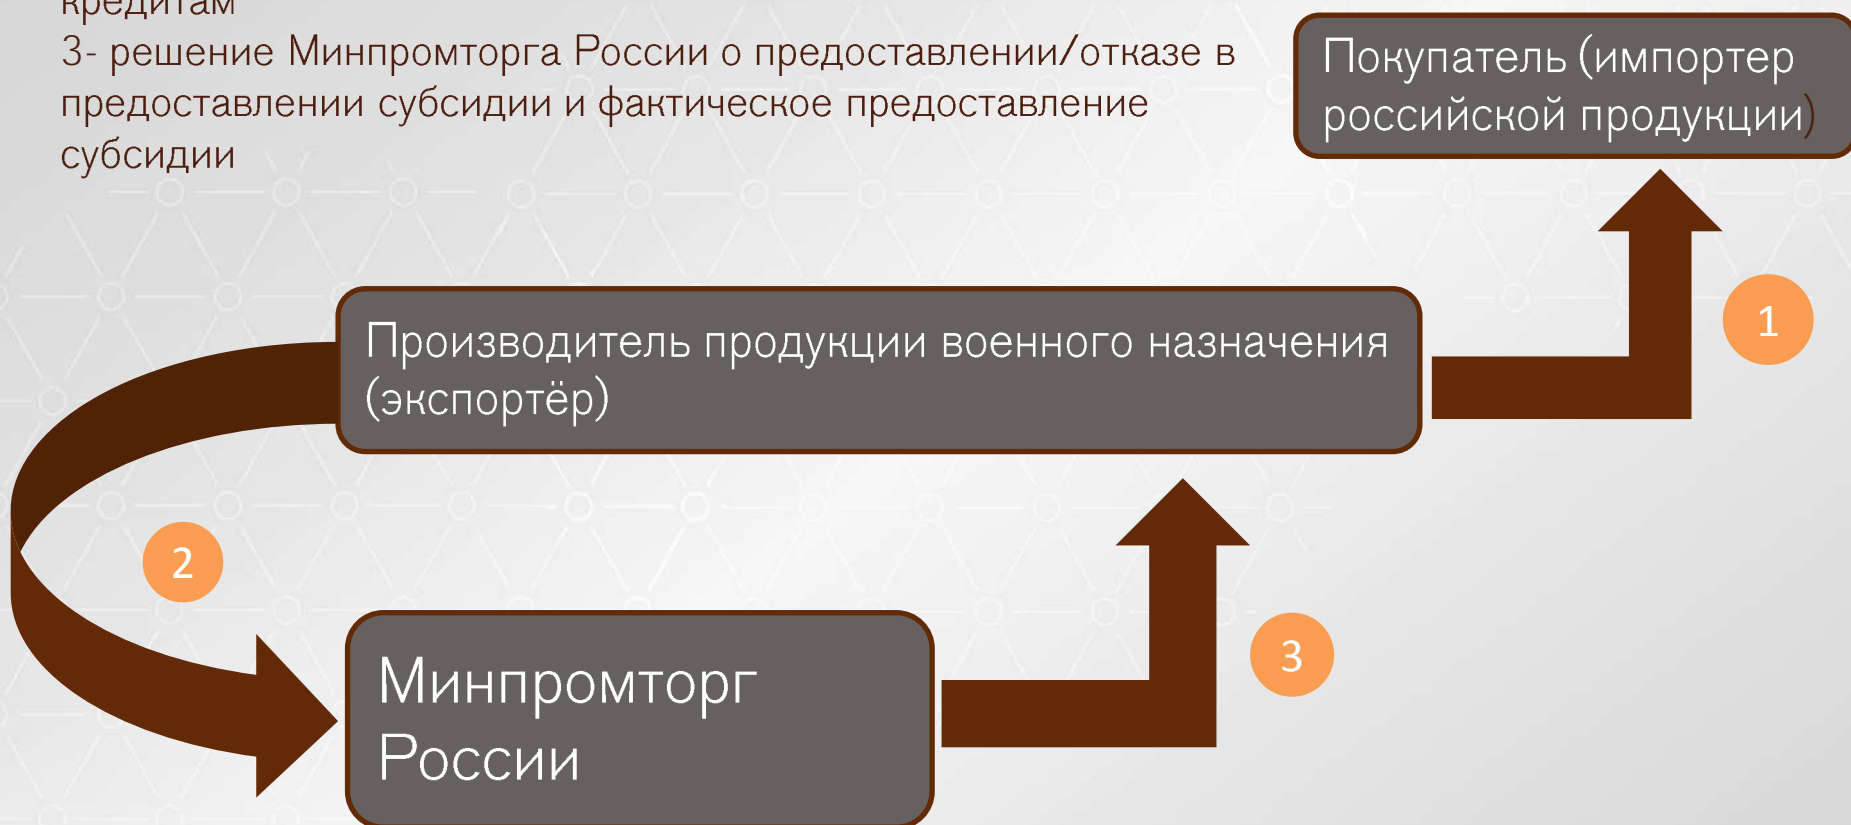 кредитам
3- решение Минпромторга России о предоставлении/отказе в
предоставлении субсидии и фактическое предоставление
субсидии
Покупатель (импортер
российской продукции)
1
Производитель продукции военного назначения
(экспортёр)
2
3
Минпромторг
России